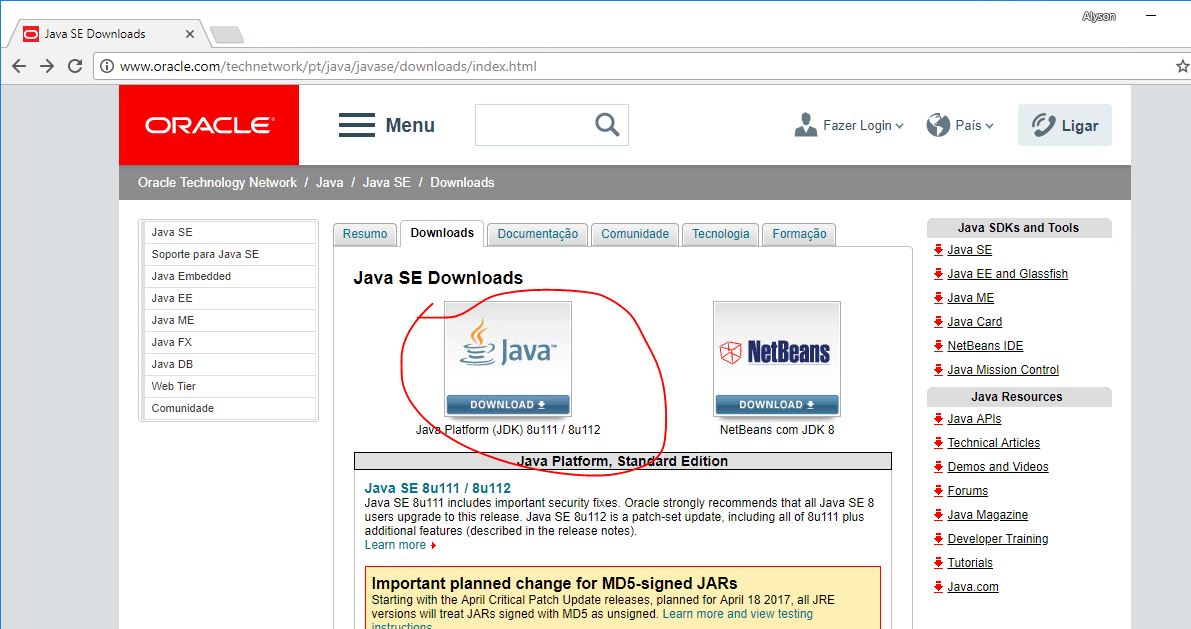 Alyson
Java SE Downloads
www.oracle.com/technetwork/pt/java/javase/downloads/index.html
ORACLE
Menu
Fazer Login
País
Ligar
Oracle Technology Network / Java / Java SE / Downloads
Java SE
Soporte para Java SE
Java Embedded
Java EE
Java ME
Java FX
Java DB
Web Tier
Comunidade
Resumo
Downloads
Documentação
Comunidade
Tecnologia
Formação
Java SE Downloads
Java™
DOWNLOAD
Java Platform (JDK) 8u111 / 8u112
NetBeans
DOWNLOAD
NetBeans com JDK 8
Java Platform, Standard Edition
Java SE 8u111 / 8u112
Java SE 8u111 includes important security fixes. Oracle strongly recommends that all Java SE 8
users upgrade to this release. Java SE 8u112 is a patch-set update, including all of 8u111 plus
additional features (described in the release notes).
Learn more
Important planned change for MD5-signed JARs
Starting with the April Critical Patch Update releases, planned for April 18 2017, all JRE
versions will treat JARs signed with MD5 as unsigned. Learn more and view testing
instructions.
Java SDKs and Tools
Java SE
Java EE and Glassfish
Java ME
Java Card
NetBeans IDE
Java Mission Control
Java Resources
Java APIs
Technical Articles
Demos and Videos
Forums
Java Magazine
Developer Training
Tutorials
Java.com